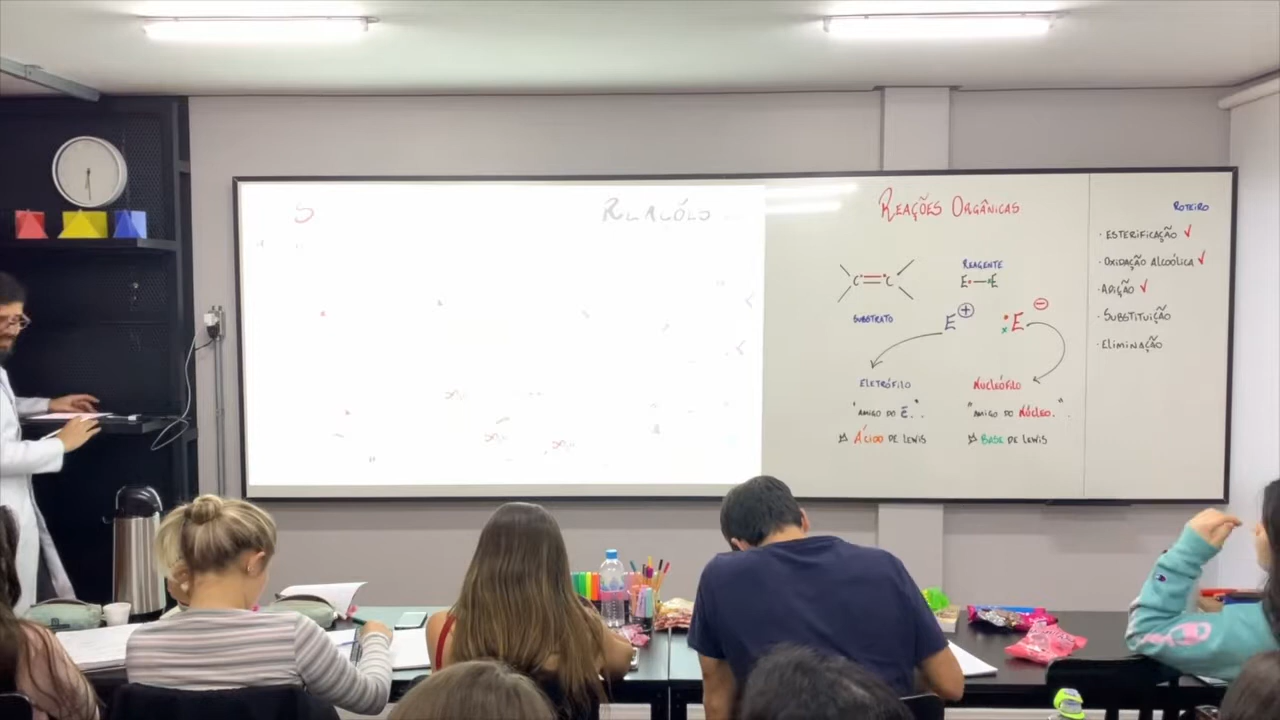 REAÇÕES
REAÇÕES ORGÂNICAS
C=C
SUBSTRATO
REAGENTE
E•—•E
E+
E−
ELETRÓFILO
"AMIGO DO E-".
ÁCIDO DE LEWIS
NUCLEÓFILO
"AMIGO DO NÚCLEO".
BASE DE LEWIS
ROTEIRO
· ESTERIFICAÇÃO ✓
· OXIDAÇÃO ALCOÓLICA ✓
· ADIÇÃO ✓
· SUBSTITUIÇÃO
· ELIMINAÇÃO